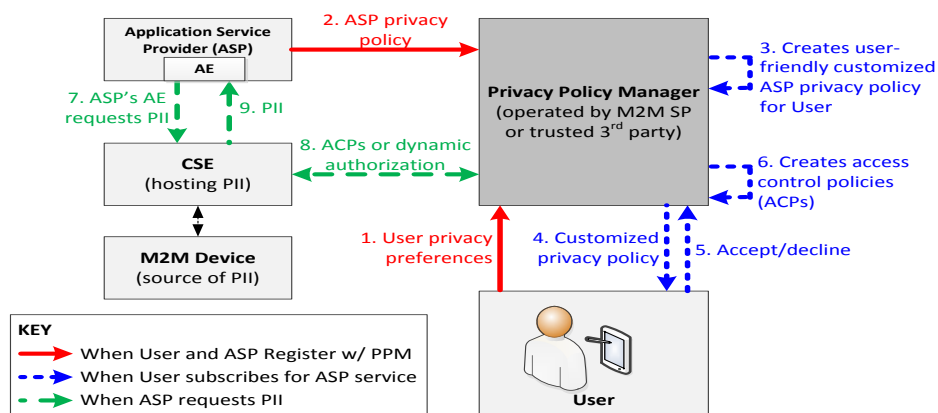 Application Service
Provider (ASP)
AE
2. ASP privacy
policy
3. Creates user-
friendly customized
ASP privacy policy
for User
Privacy Policy Manager
(operated by M2M SP
or trusted 3rd party)
7. ASP's AE
requests PII
9. PII
8. ACPs or dynamic
authorization
CSE
(hosting PII)
6. Creates access
control policies
(ACPs)
1. User privacy
preferences
4. Customized
privacy policy
5. Accept/decline
M2M Device
(source of PII)
KEY
When User and ASP Register w/ PPM
When User subscribes for ASP service
When ASP requests PII
User